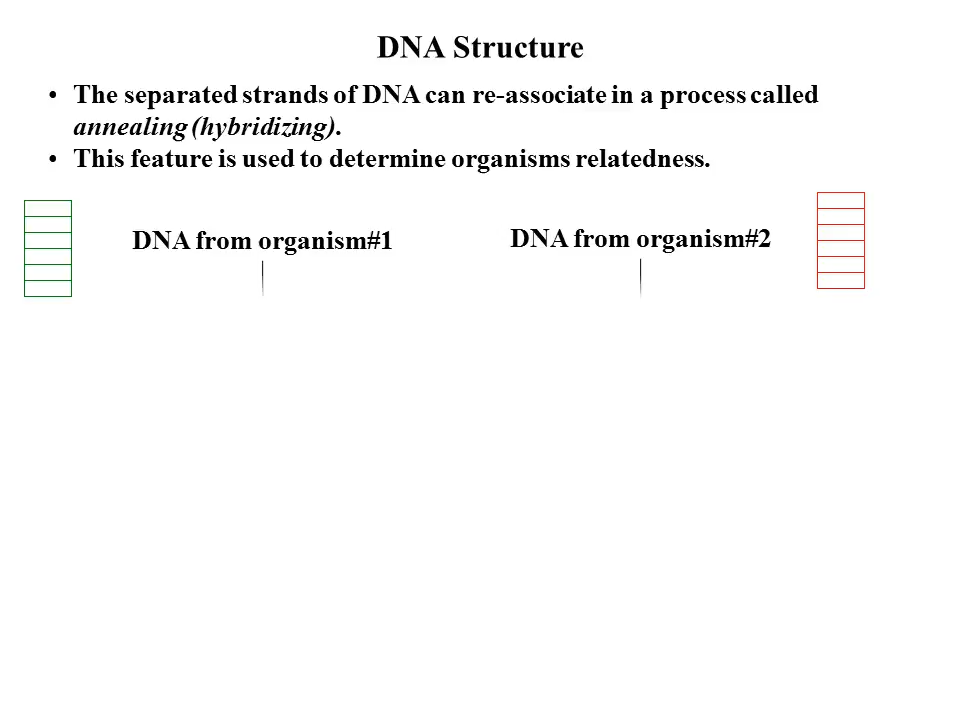 DNA Structure
• The separated strands of DNA can re-associate in a process called
annealing (hybridizing).
• This feature is used to determine organisms relatedness.
DNA from organism#1
DNA from organism#2